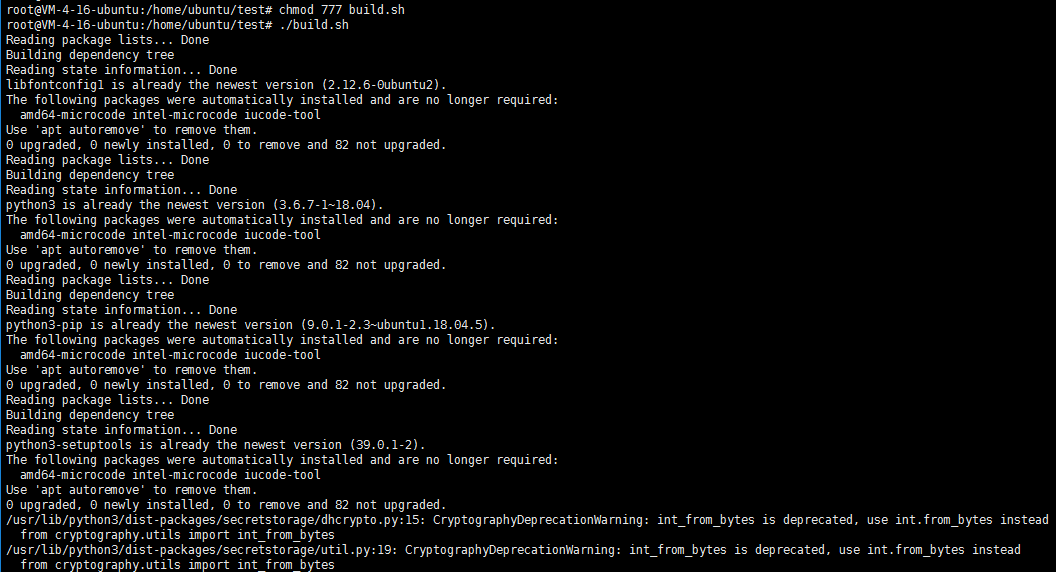 root@VM-4-16-ubuntu:/home/ubuntu/test# chmod 777 build.sh
root@VM-4-16-ubuntu:/home/ubuntu/test# ./build.sh
Reading package lists... Done
Building dependency tree
Reading state information... Done
libfontconfig1 is already the newest version (2.12.6-0ubuntu2).
The following packages were automatically installed and are no longer required:
  amd64-microcode intel-microcode iucode-tool
Use 'apt autoremove' to remove them.
0 upgraded, 0 newly installed, 0 to remove and 82 not upgraded.
Reading package lists... Done
Building dependency tree
Reading state information... Done
python3 is already the newest version (3.6.7-1~18.04).
The following packages were automatically installed and are no longer required:
  amd64-microcode intel-microcode iucode-tool
Use 'apt autoremove' to remove them.
0 upgraded, 0 newly installed, 0 to remove and 82 not upgraded.
Reading package lists... Done
Building dependency tree
Reading state information... Done
python3-pip is already the newest version (9.0.1-2.3~ubuntu1.18.04.5).
The following packages were automatically installed and are no longer required:
  amd64-microcode intel-microcode iucode-tool
Use 'apt autoremove' to remove them.
0 upgraded, 0 newly installed, 0 to remove and 82 not upgraded.
Reading package lists... Done
Building dependency tree
Reading state information... Done
python3-setuptools is already the newest version (39.0.1-2).
The following packages were automatically installed and are no longer required:
  amd64-microcode intel-microcode iucode-tool
Use 'apt autoremove' to remove them.
0 upgraded, 0 newly installed, 0 to remove and 82 not upgraded.
/usr/lib/python3/dist-packages/secretstorage/dhcrypto.py:15: CryptographyDeprecationWarning: int_from_bytes is deprecated, use int.from_bytes instead
  from cryptography.utils import int_from_bytes
/usr/lib/python3/dist-packages/secretstorage/util.py:19: CryptographyDeprecationWarning: int_from_bytes is deprecated, use int.from_bytes instead
  from cryptography.utils import int_from_bytes